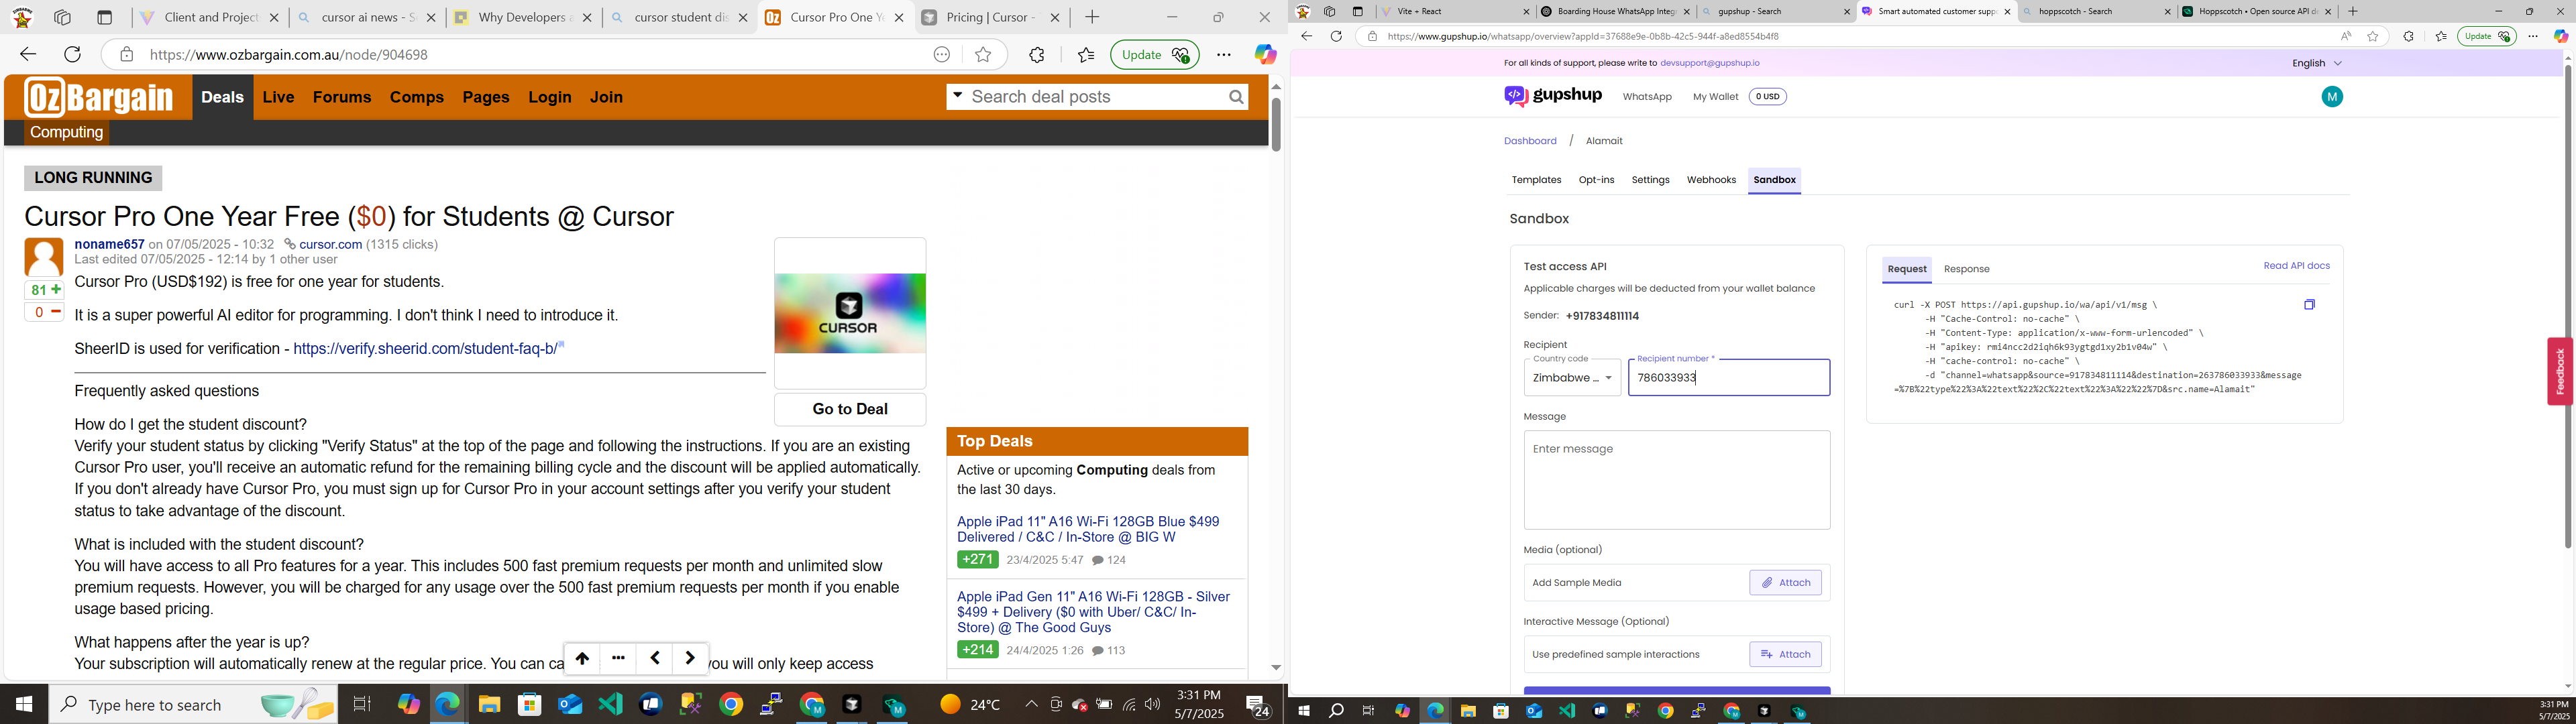 Client and Project
cursor ai news - S
Why Developers a
cursor student dis
Cursor Pro One Ye
Pricing | Cursor -
https://www.ozbargain.com.au/node/904698
Update
OzBargain
Deals
Live
Forums
Comps
Pages
Login
Join
Search deal posts
Computing
LONG RUNNING
Cursor Pro One Year Free ($0) for Students @ Cursor
noname657 on 07/05/2025 - 10:32 cursor.com (1315 clicks)
Last edited 07/05/2025 - 12:14 by 1 other user
81 +
0 −
Cursor Pro (USD$192) is free for one year for students.
It is a super powerful AI editor for programming. I don't think I need to introduce it.
SheerID is used for verification - https://verify.sheerid.com/student-faq-b/
CURSOR
Go to Deal
Frequently asked questions
How do I get the student discount?
Verify your student status by clicking "Verify Status" at the top of the page and following the instructions. If you are an existing
Cursor Pro user, you'll receive an automatic refund for the remaining billing cycle and the discount will be applied automatically.
If you don't already have Cursor Pro, you must sign up for Cursor Pro in your account settings after you verify your student
status to take advantage of the discount.
What is included with the student discount?
You will have access to all Pro features for a year. This includes 500 fast premium requests per month and unlimited slow
premium requests. However, you will be charged for any usage over the 500 fast premium requests per month if you enable
usage based pricing.
What happens after the year is up?
Your subscription will automatically renew at the regular price. You can ca
you will only keep access
Top Deals
Active or upcoming Computing deals from
the last 30 days.
Apple iPad 11" A16 Wi-Fi 128GB Blue $499
Delivered / C&C / In-Store @ BIG W
+271 23/4/2025 5:47 124
Apple iPad Gen 11" A16 Wi-Fi 128GB - Silver
$499 + Delivery ($0 with Uber/ C&C/ In-
Store) @ The Good Guys
+214 24/4/2025 1:26 113
Type here to search
24°C
3:31 PM
5/7/2025
24
Vite + React
Boarding House WhatsApp Integ
gupshup - Search
Smart automated customer supp
hoppscotch - Search
Hoppscotch • Open source API de
https://www.gupshup.io/whatsapp/overview?appId=37688e9e-0b8b-42c5-944f-a8ed8554b4f8
Update
For all kinds of support, please write to devsupport@gupshup.io
English
gupshup
WhatsApp
My Wallet
0 USD
M
Dashboard / Alamait
Templates
Opt-ins
Settings
Webhooks
Sandbox
Sandbox
Test access API
Applicable charges will be deducted from your wallet balance
Sender: +917834811114
Recipient
Country code
Zimbabwe ...
Recipient number *
786033933
Message
Enter message
Media (optional)
Add Sample Media
Attach
Interactive Message (Optional)
Use predefined sample interactions
Attach
Request
Response
Read API docs
curl -X POST https://api.gupshup.io/wa/api/v1/msg \
-H "Cache-Control: no-cache" \
-H "Content-Type: application/x-www-form-urlencoded" \
-H "apikey: rmi4ncc2d2iqh6k93ygtgd1xy2b1v04w" \
-H "cache-control: no-cache" \
-d "channel=whatsapp&source=917834811114&destination=263786033933&message
=%7B%22type%22%3A%22text%22%2C%22text%22%3A%22%22%7D&src.name=Alamait"
Feedback
3:31 PM
5/7/2025